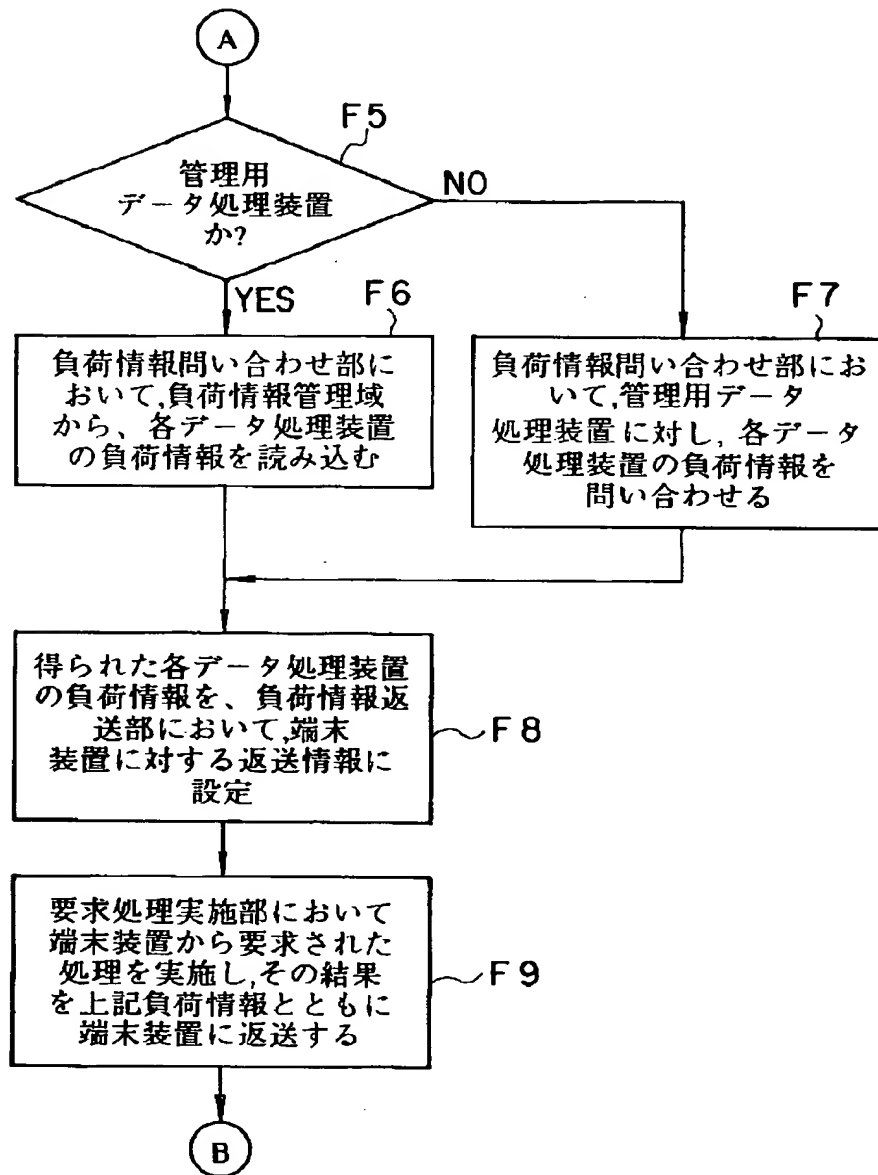 A
F5
管理用
データ処理装置
か?
NO
YES
F6
負荷情報問い合わせ部に
おいて,負荷情報管理域
から、各データ処理装置
の負荷情報を読み込む
F7
負荷情報問い合わせ部にお
いて,管理用データ
処理装置に対し,各データ
処理装置の負荷情報を
問い合わせる
得られた各データ処理装置
の負荷情報を、負荷情報返
送部において,端末
装置に対する返送情報に
設定
F8
要求処理実施部において
端末装置から要求された
処理を実施し,その結果
を上記負荷情報とともに
端末装置に返送する
F9
B